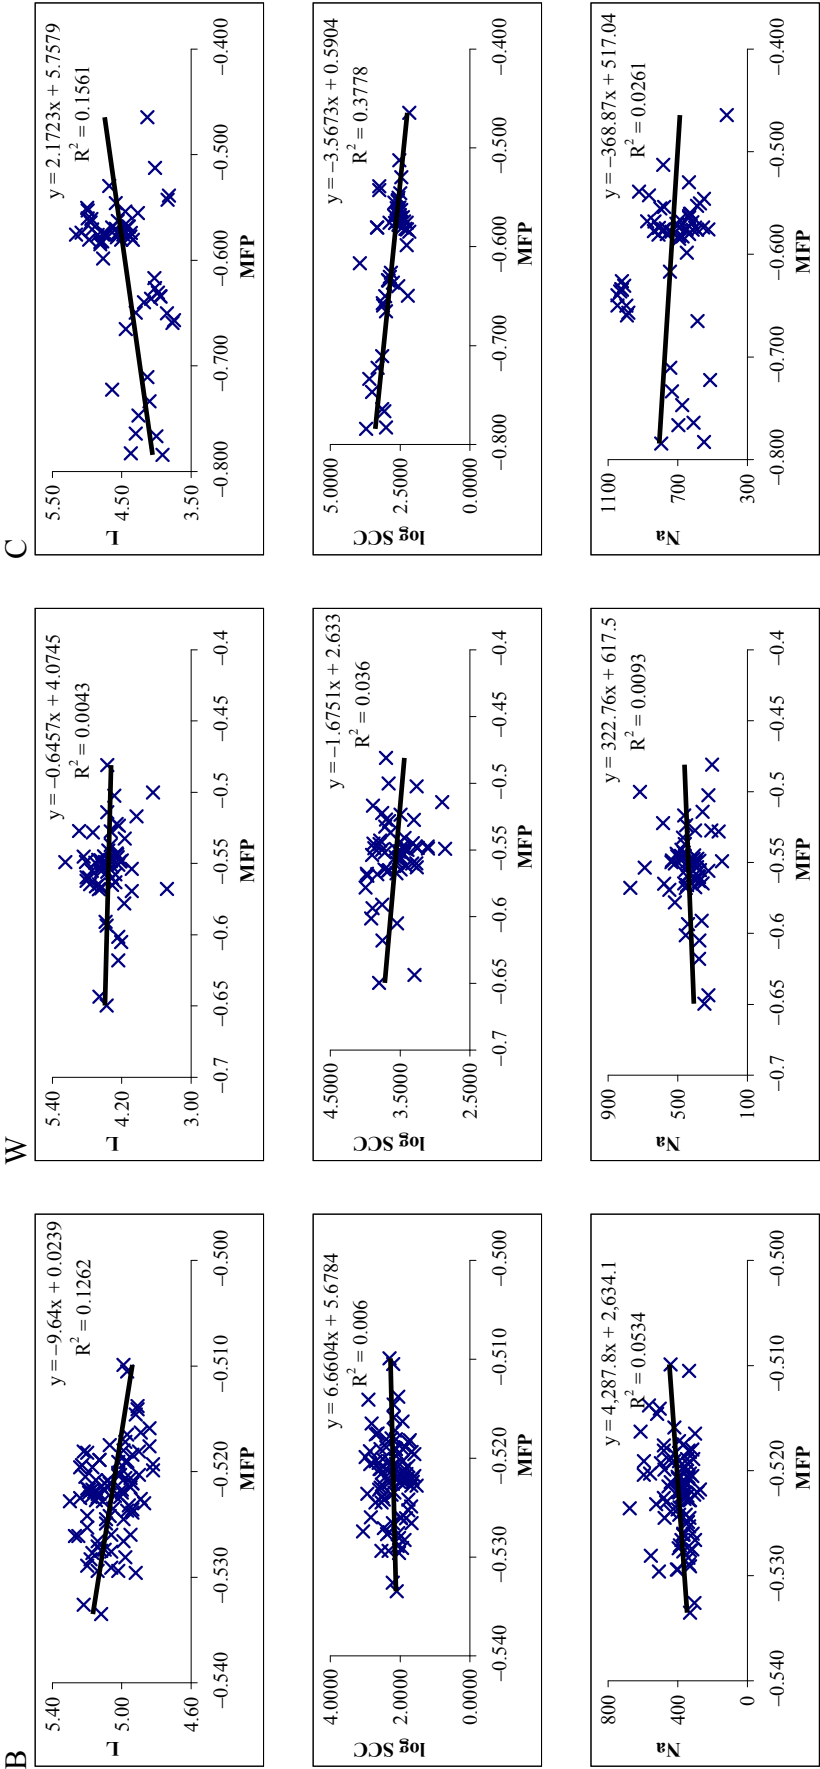 B
W
C
y = −9.64x + 0.0239
R² = 0.1262
5.40
5.00
4.60
L
−0.540
−0.530
−0.520
−0.510
−0.500
MFP
y = −0.6457x + 4.0745
R² = 0.0043
5.40
4.20
3.00
L
−0.7
−0.65
−0.6
−0.55
−0.5
−0.45
−0.4
MFP
y = 2.1723x + 5.7579
R² = 0.1561
5.50
4.50
3.50
L
−0.800
−0.700
−0.600
−0.500
−0.400
MFP
y = 6.6604x + 5.6784
R² = 0.006
4.0000
2.0000
0.0000
log SCC
−0.540
−0.530
−0.520
−0.510
−0.500
MFP
y = −1.6751x + 2.633
R² = 0.036
4.5000
3.5000
2.5000
log SCC
−0.7
−0.65
−0.6
−0.55
−0.5
−0.45
−0.4
MFP
y = −3.5673x + 0.5904
R² = 0.3778
5.0000
2.5000
0.0000
log SCC
−0.800
−0.700
−0.600
−0.500
−0.400
MFP
y = 4,287.8x + 2,634.1
R² = 0.0534
800
400
0
Na
−0.540
−0.530
−0.520
−0.510
−0.500
MFP
y = 322.76x + 617.5
R² = 0.0093
900
500
100
Na
−0.7
−0.65
−0.6
−0.55
−0.5
−0.45
−0.4
MFP
y = −368.87x + 517.04
R² = 0.0261
1100
700
300
Na
−0.800
−0.700
−0.600
−0.500
−0.400
MFP